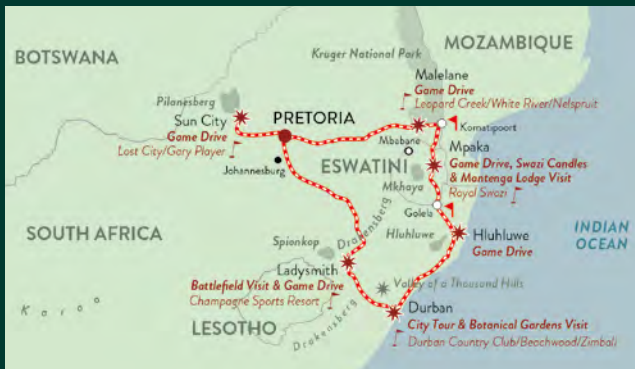 BOTSWANA
MOZAMBIQUE
Kruger National Park
Malelane
Game Drive
Leopard Creek/White River/Nelspruit
Pilanesberg
Sun City
Game Drive
Lost City/Gary Player
PRETORIA
Johannesburg
Komatipoort
Mbabane
ESWATINI
Mpaka
Game Drive, Swazi Candles
& Mantenga Lodge Visit
Royal Swazi
Mkhaya
Golela
Hluhluwe
Hluhluwe
Game Drive
INDIAN
OCEAN
SOUTH AFRICA
Karoo
Spionkop
Drakensberg
Ladysmith
Battlefield Visit & Game Drive
Champagne Sports Resort
LESOTHO
Drakensberg
Valley of a Thousand Hills
Durban
City Tour & Botanical Gardens Visit
Durban Country Club/Beachwood/Zimbali